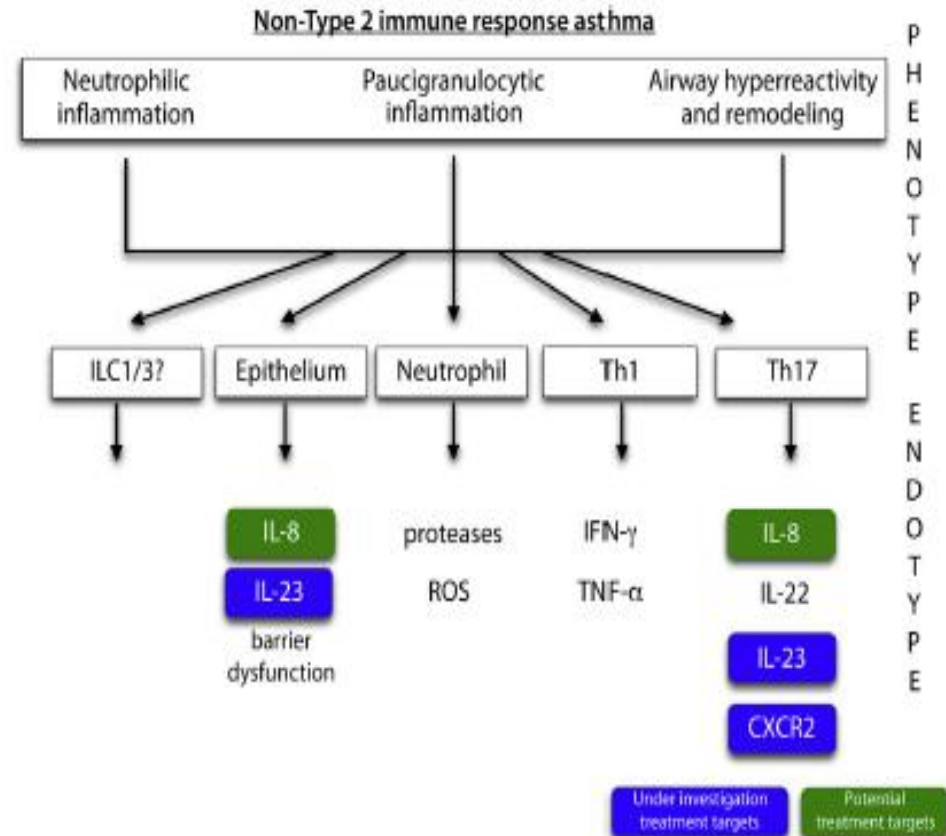 Non-Type 2 immune response asthma
Neutrophilic
inflammation
Paucigranulocytic
inflammation
Airway hyperreactivity
and remodeling
PHENOTYPE
ILC1/3?
Epithelium
Neutrophil
Th1
Th17
ENDOTYPE
IL-8
IL-23
barrier
dysfunction
proteases
ROS
IFN-γ
TNF-α
IL-8
IL-22
IL-23
CXCR2
Under investigation
treatment targets
Potential
treatment targets